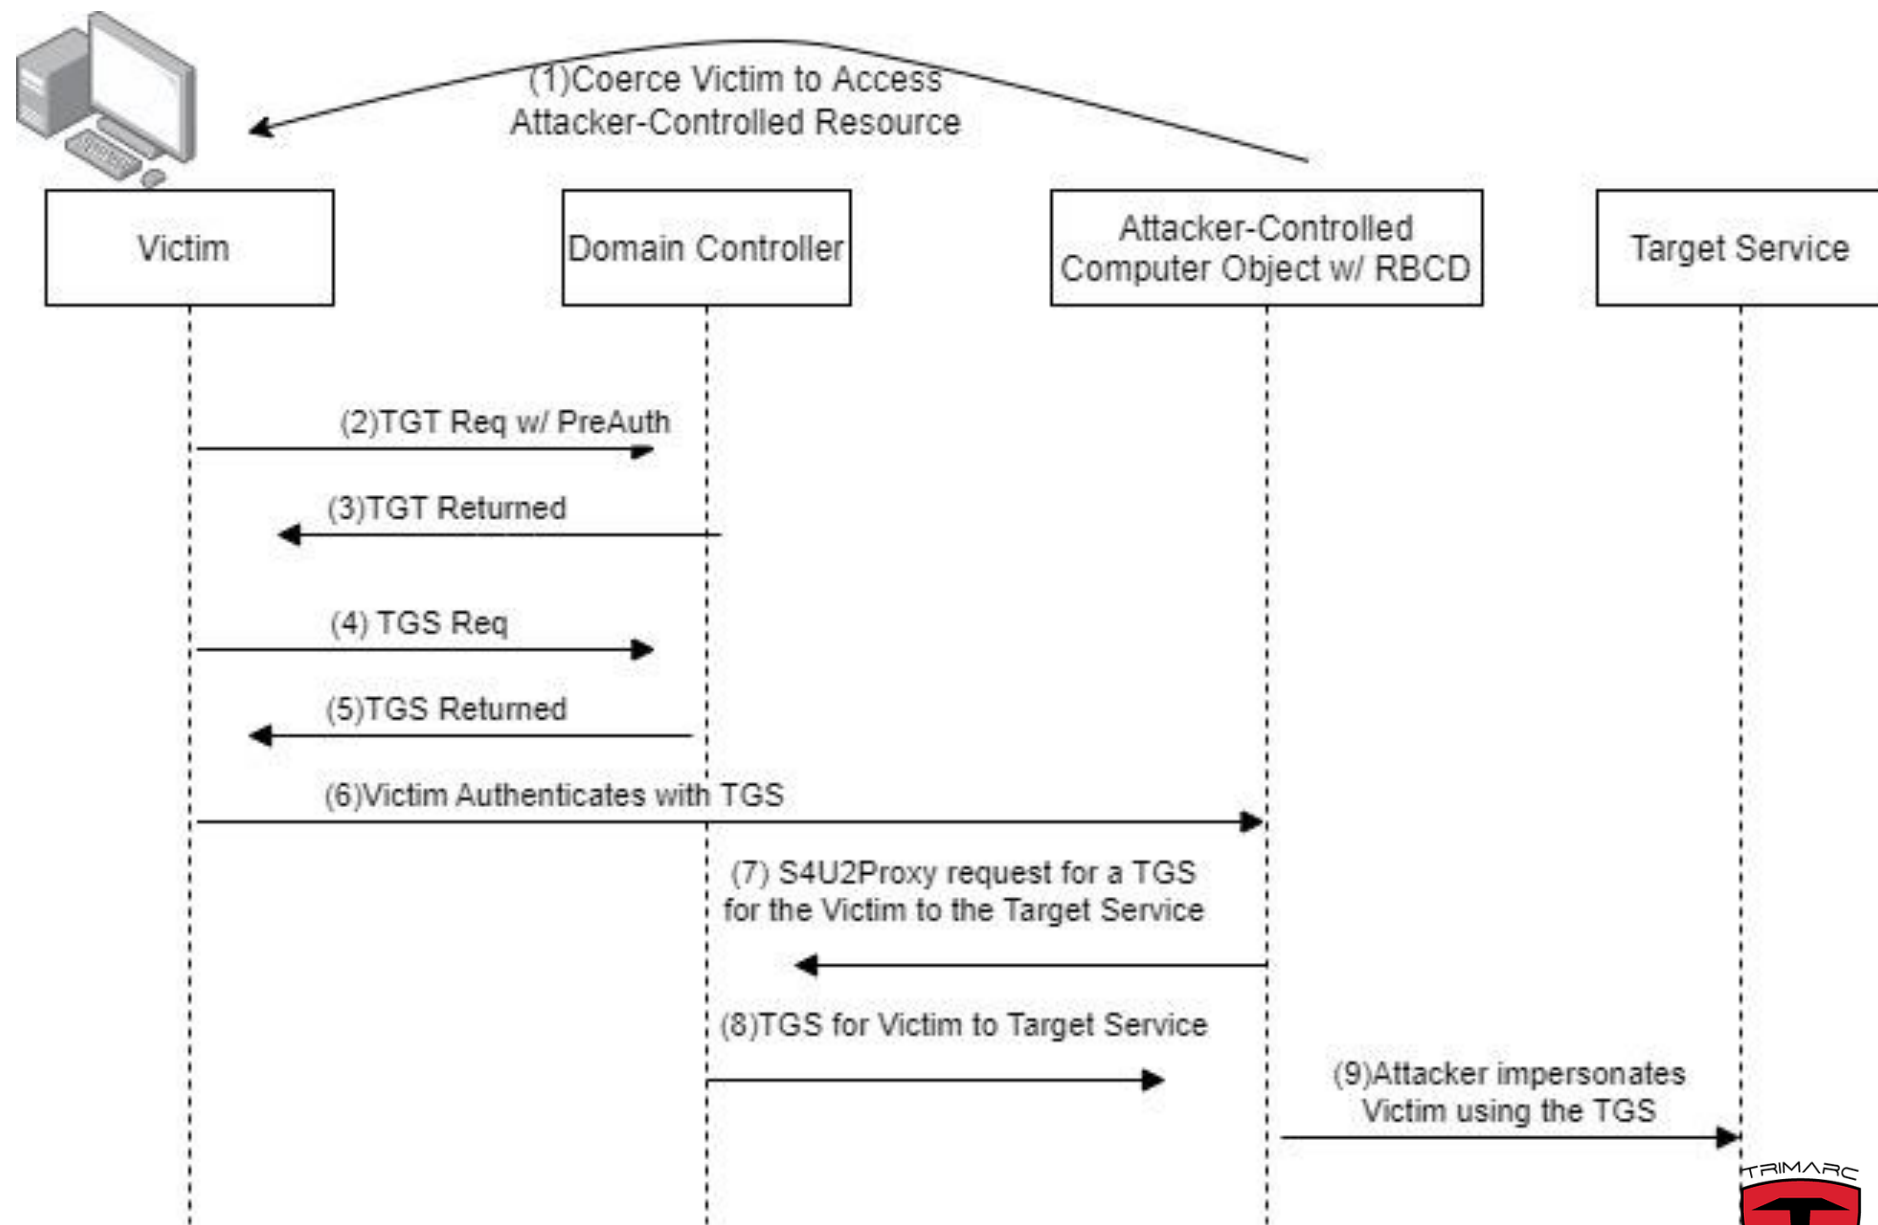 (1)Coerce Victim to Access
Attacker-Controlled Resource
Victim
Domain Controller
Attacker-Controlled
Computer Object w/ RBCD
Target Service
(2)TGT Req w/ PreAuth
(3)TGT Returned
(4) TGS Req
(5)TGS Returned
(6)Victim Authenticates with TGS
(7) S4U2Proxy request for a TGS
for the Victim to the Target Service
(8)TGS for Victim to Target Service
(9)Attacker impersonates
Victim using the TGS
TRIMARC